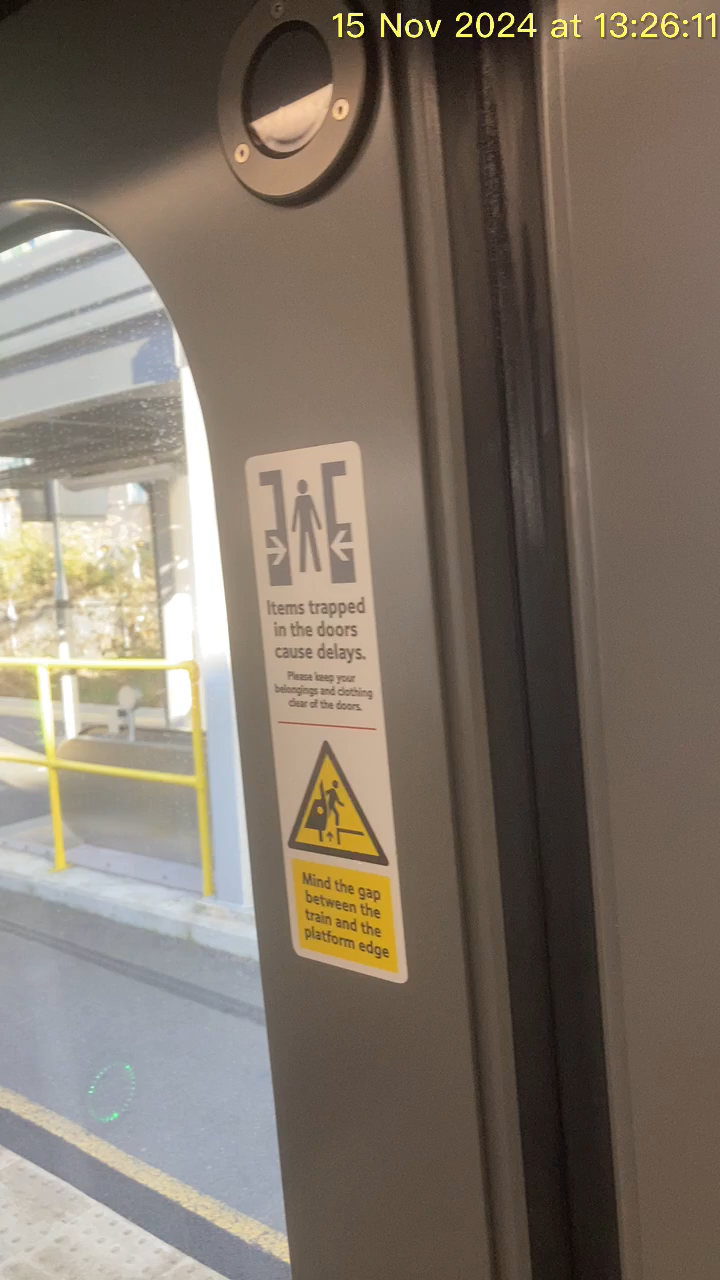 15 Nov 2024 at 13:26:11
Items trapped
in the doors
cause delays.
Please keep your
belongings and clothing
clear of the doors.
Mind the gap
between the
train and the
platform edge